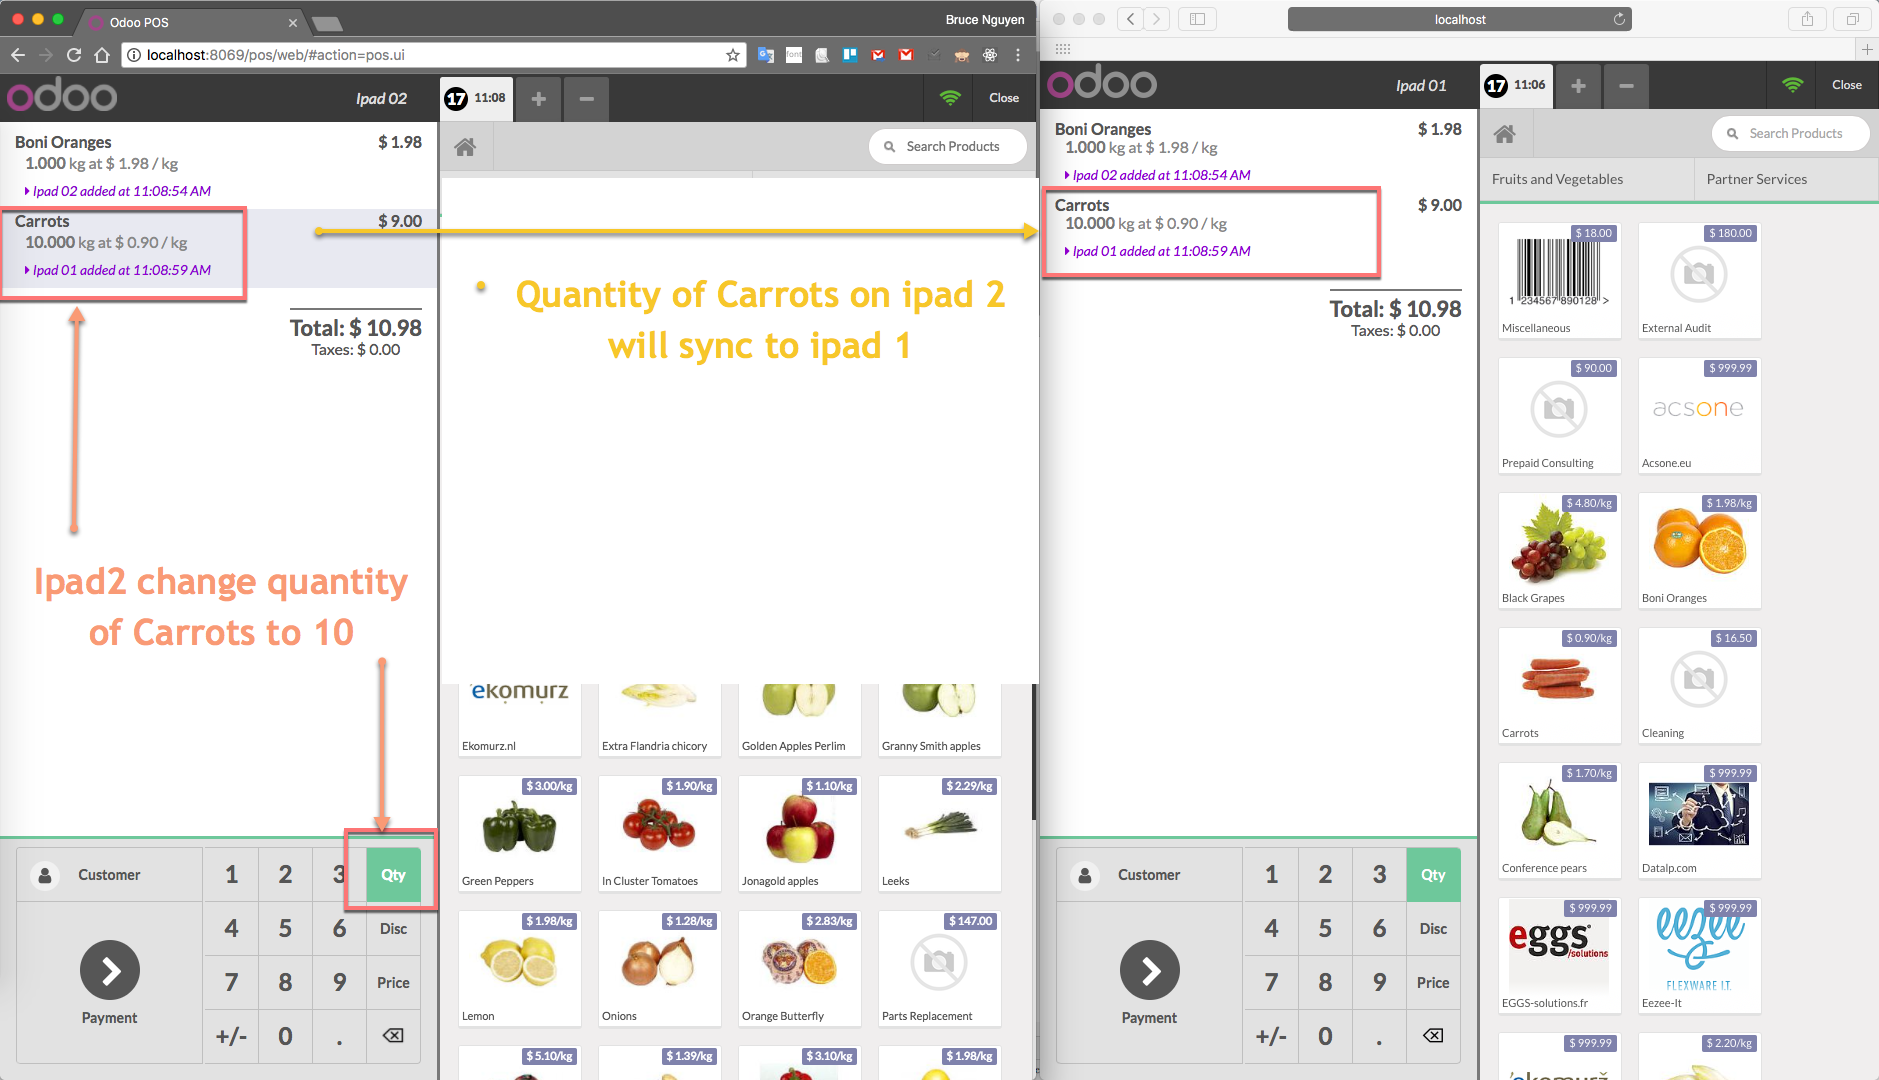 Odoo POS
Bruce Nguyen
localhost:8069/pos/web/#action=pos.ui
odoo
Ipad 02
17 11:08
+
−
Close
Search Products
Boni Oranges
$ 1.98
1.000 kg at $ 1.98 / kg
Ipad 02 added at 11:08:54 AM
Carrots
$ 9.00
10.000 kg at $ 0.90 / kg
Ipad 01 added at 11:08:59 AM
Total: $ 10.98
Taxes: $ 0.00
• Quantity of Carrots on ipad 2
will sync to ipad 1
Ipad2 change quantity
of Carrots to 10
Customer
1 2 3 Qty
4 5 6 Disc
7 8 9 Price
+/- 0 .
Payment
ekomurz
Ekomurz.nl
Extra Flandria chicory
Golden Apples Perlim
Granny Smith apples
$ 3.00/kg
Green Peppers
$ 1.90/kg
In Cluster Tomatoes
$ 1.10/kg
Jonagold apples
$ 2.29/kg
Leeks
$ 1.98/kg
Lemon
$ 1.28/kg
Onions
$ 2.83/kg
Orange Butterfly
$ 147.00
Parts Replacement
$ 5.10/kg
$ 1.39/kg
$ 3.10/kg
$ 1.98/kg
localhost
odoo
Ipad 01
17 11:06
+
−
Close
Search Products
Boni Oranges
$ 1.98
1.000 kg at $ 1.98 / kg
Ipad 02 added at 11:08:54 AM
Carrots
$ 9.00
10.000 kg at $ 0.90 / kg
Ipad 01 added at 11:08:59 AM
Total: $ 10.98
Taxes: $ 0.00
Customer
1 2 3 Qty
4 5 6 Disc
7 8 9 Price
+/- 0 .
Payment
Fruits and Vegetables
Partner Services
$ 18.00
1 234567 890128 >
Miscellaneous
$ 180.00
External Audit
$ 90.00
Prepaid Consulting
$ 999.99
acsone
Acsone.eu
$ 4.80/kg
Black Grapes
$ 1.98/kg
Boni Oranges
$ 0.90/kg
Carrots
$ 16.50
Cleaning
$ 1.70/kg
Conference pears
$ 999.99
Datalp.com
$ 999.99
eggs
/solutions
EGGS-solutions.fr
$ 999.99
eezee
FLEXWARE I.T.
Eezee-It
$ 999.99
ekomurz
$ 2.20/kg